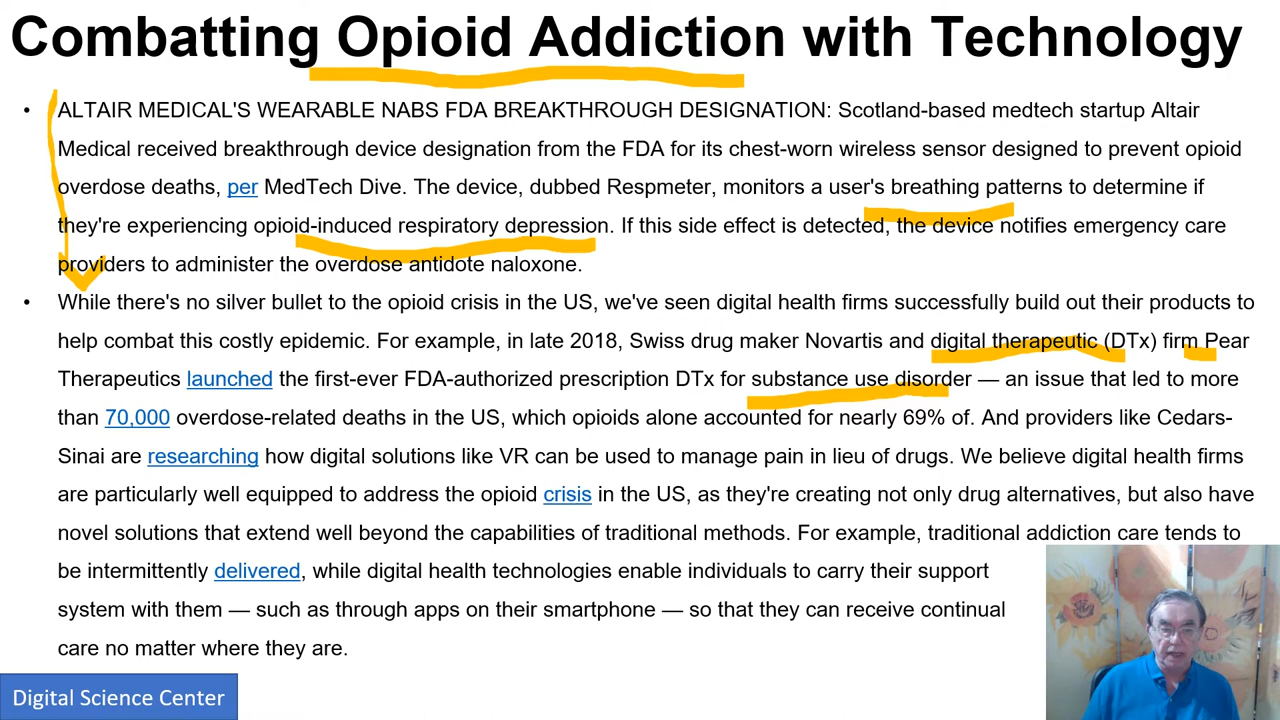 Combatting Opioid Addiction with Technology
• ALTAIR MEDICAL'S WEARABLE NABS FDA BREAKTHROUGH DESIGNATION: Scotland-based medtech startup Altair
Medical received breakthrough device designation from the FDA for its chest-worn wireless sensor designed to prevent opioid
overdose deaths, per MedTech Dive. The device, dubbed Respmeter, monitors a user's breathing patterns to determine if
they're experiencing opioid-induced respiratory depression. If this side effect is detected, the device notifies emergency care
providers to administer the overdose antidote naloxone.
• While there's no silver bullet to the opioid crisis in the US, we've seen digital health firms successfully build out their products to
help combat this costly epidemic. For example, in late 2018, Swiss drug maker Novartis and digital therapeutic (DTx) firm Pear
Therapeutics launched the first-ever FDA-authorized prescription DTx for substance use disorder — an issue that led to more
than 70,000 overdose-related deaths in the US, which opioids alone accounted for nearly 69% of. And providers like Cedars-
Sinai are researching how digital solutions like VR can be used to manage pain in lieu of drugs. We believe digital health firms
are particularly well equipped to address the opioid crisis in the US, as they're creating not only drug alternatives, but also have
novel solutions that extend well beyond the capabilities of traditional methods. For example, traditional addiction care tends to
be intermittently delivered, while digital health technologies enable individuals to carry their support
system with them — such as through apps on their smartphone — so that they can receive continual
care no matter where they are.
Digital Science Center